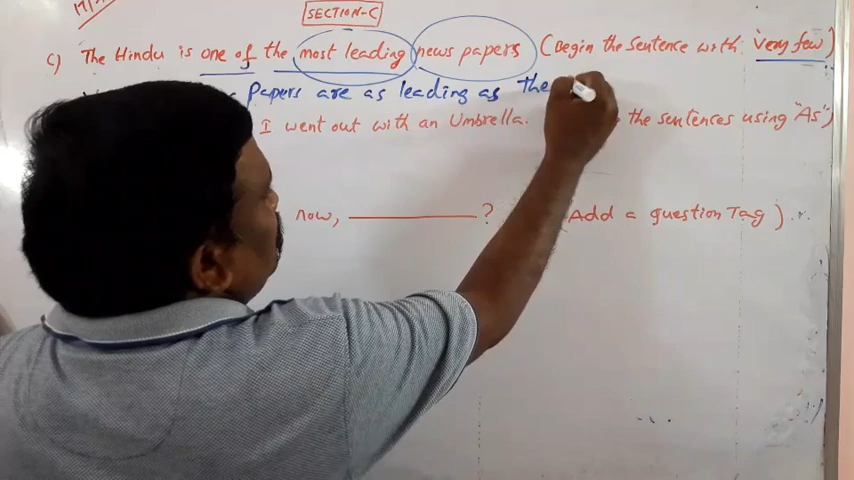 SECTION-C
c) The Hindu is one of the most leading news papers (Begin the sentence with 'Very few')
Papers are as leading as the
I went out with an Umbrella. the sentences using "As")
now, ? Add a question Tag)